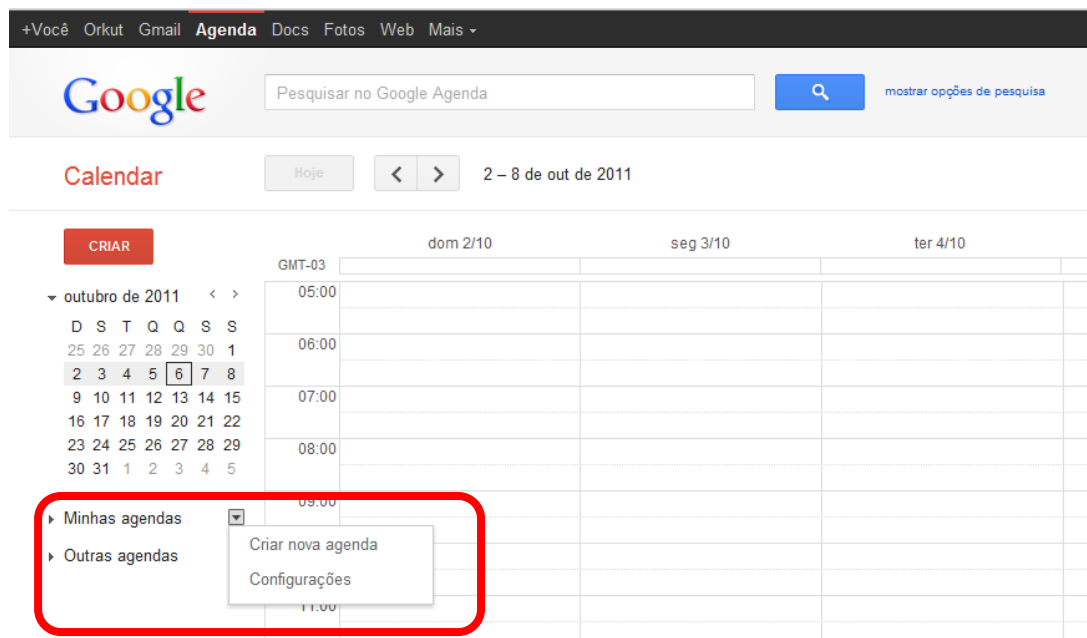 +Você Orkut Gmail Agenda Docs Fotos Web Mais
Google
Pesquisar no Google Agenda
mostrar opções de pesquisa
Calendar
Hoje
2 – 8 de out de 2011
CRIAR
dom 2/10 seg 3/10 ter 4/10
GMT-03
outubro de 2011
D S T Q Q S S
25 26 27 28 29 30 1
2 3 4 5 6 7 8
9 10 11 12 13 14 15
16 17 18 19 20 21 22
23 24 25 26 27 28 29
30 31 1 2 3 4 5
05:00
06:00
07:00
08:00
09:00
11:00
Minhas agendas
Outras agendas
Criar nova agenda
Configurações